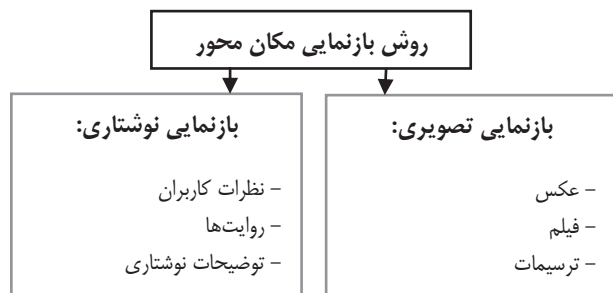 روش بازنمایی مکان محور
بازنمایی تصویری:
- عکس
- فیلم
- ترسیمات
بازنمایی نوشتاری:
- نظرات کاربران
- روایت‌ها
- توضیحات نوشتاری